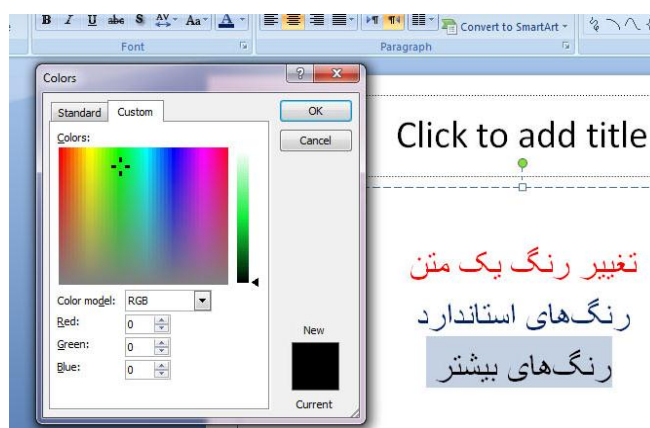 B I U abc S AV Aa A
Convert to SmartArt
Font
Paragraph
Colors
Standard Custom
OK
Cancel
Colors:
Color model: RGB
Red: 0
Green: 0
Blue: 0
New
Current
Click to add title
تغییر رنگ یک متن
رنگ‌های استاندارد
رنگ‌های بیشتر